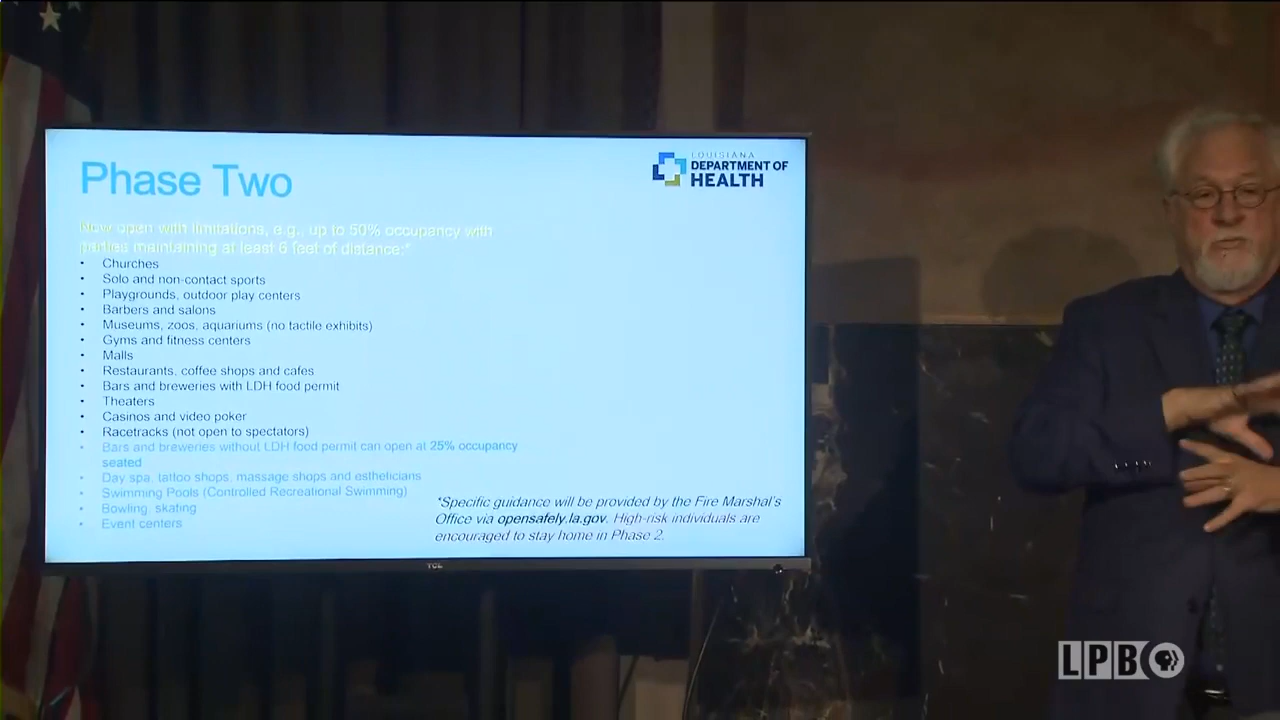 Phase Two
LOUISIANA
DEPARTMENT OF
HEALTH
Now open with limitations, e.g., up to 50% occupancy with
parties maintaining at least 6 feet of distance:*
• Churches
• Solo and non-contact sports
• Playgrounds, outdoor play centers
• Barbers and salons
• Museums, zoos, aquariums (no tactile exhibits)
• Gyms and fitness centers
• Malls
• Restaurants, coffee shops and cafes
• Bars and breweries with LDH food permit
• Theaters
• Casinos and video poker
• Racetracks (not open to spectators)
• Bars and breweries without LDH food permit can open at 25% occupancy
seated
• Day spa, tattoo shops, massage shops and estheticians
• Swimming Pools (Controlled Recreational Swimming)
• Bowling, skating
• Event centers
*Specific guidance will be provided by the Fire Marshal's
Office via opensafely.la.gov. High-risk individuals are
encouraged to stay home in Phase 2.
TCL
LPB